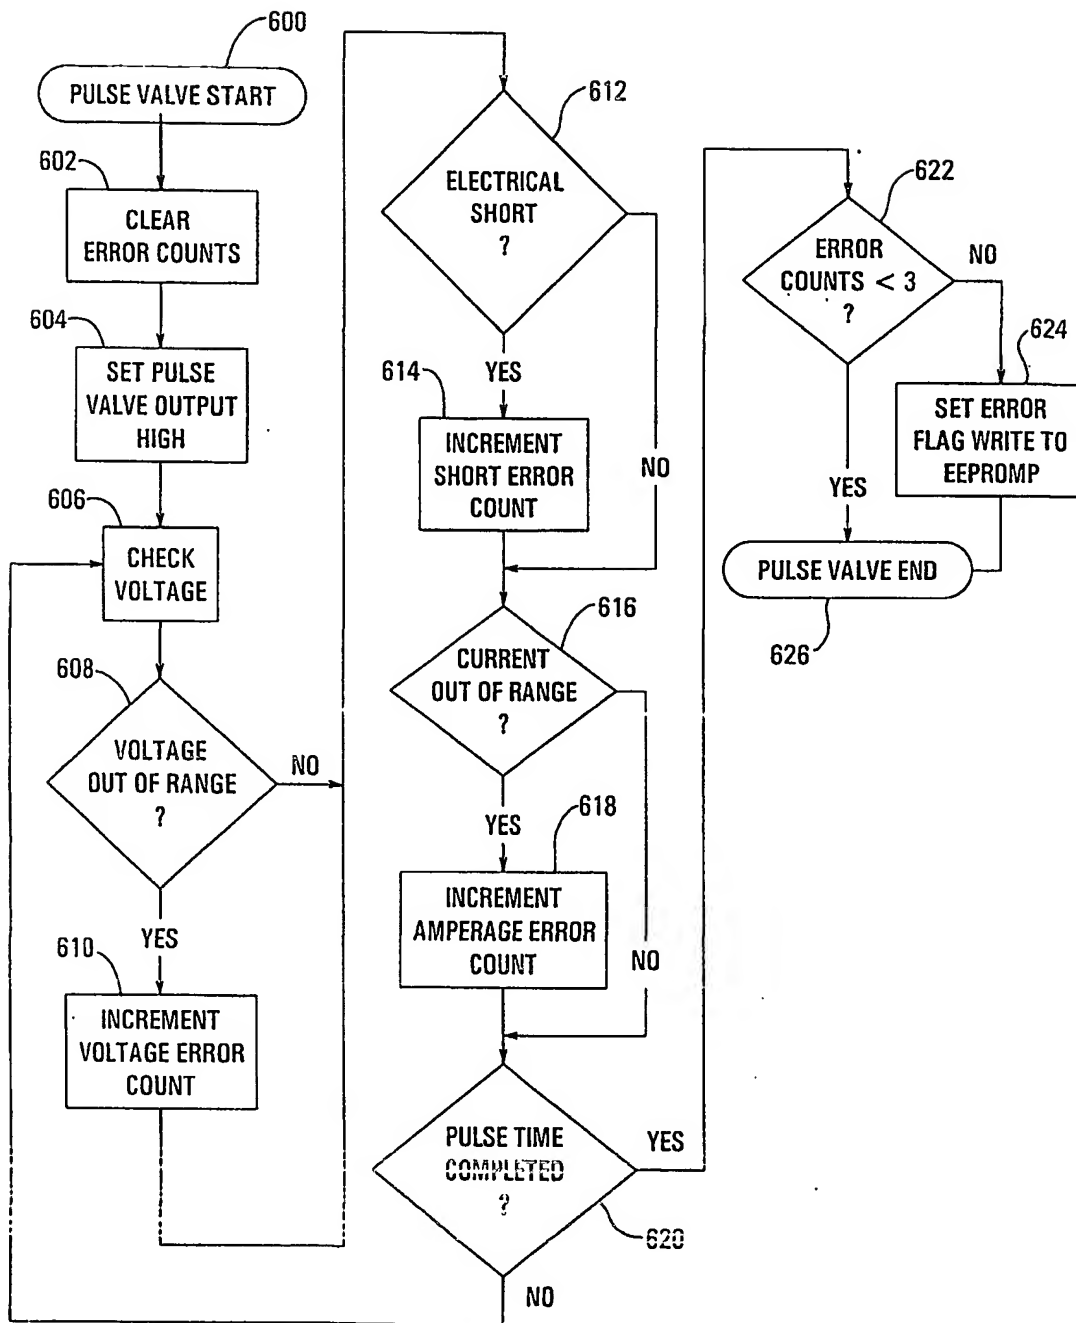 600
PULSE VALVE START
602
CLEAR
ERROR COUNTS
604
SET PULSE
VALVE OUTPUT
HIGH
606
CHECK
VOLTAGE
608
VOLTAGE
OUT OF RANGE
?
NO
YES
610
INCREMENT
VOLTAGE ERROR
COUNT
612
ELECTRICAL
SHORT
?
YES
NO
614
INCREMENT
SHORT ERROR
COUNT
616
CURRENT
OUT OF RANGE
?
YES
NO
618
INCREMENT
AMPERAGE ERROR
COUNT
PULSE TIME
COMPLETED
?
YES
620
NO
622
ERROR
COUNTS < 3
?
NO
YES
624
SET ERROR
FLAG WRITE TO
EEPROMP
PULSE VALVE END
626